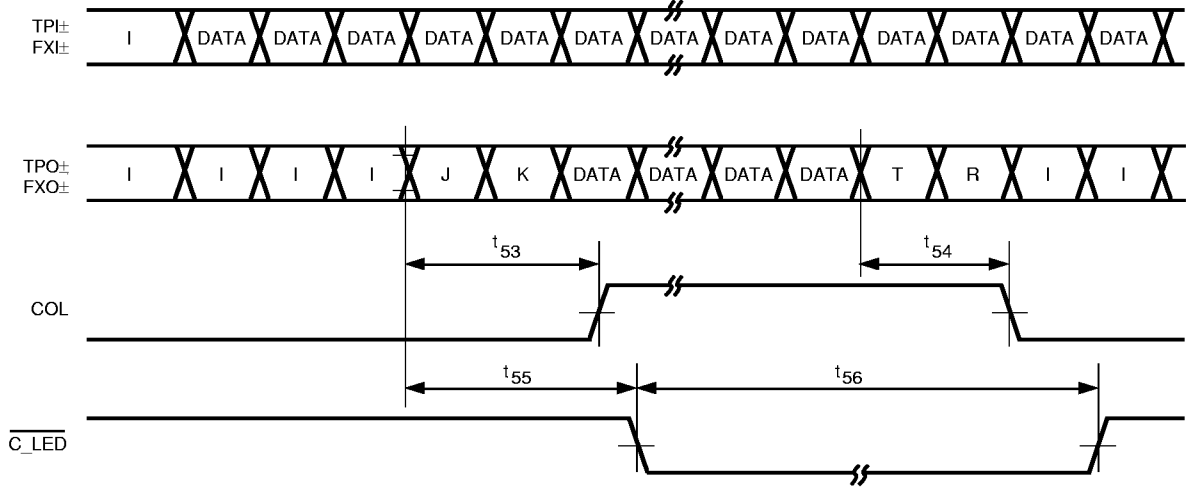 TPI±
FXI±
I DATA DATA DATA DATA DATA DATA DATA DATA DATA DATA DATA DATA DATA
TPO±
FXO±
I I I I J K DATA DATA DATA DATA T R I I
t53
t54
COL
t55
t56
C_LED